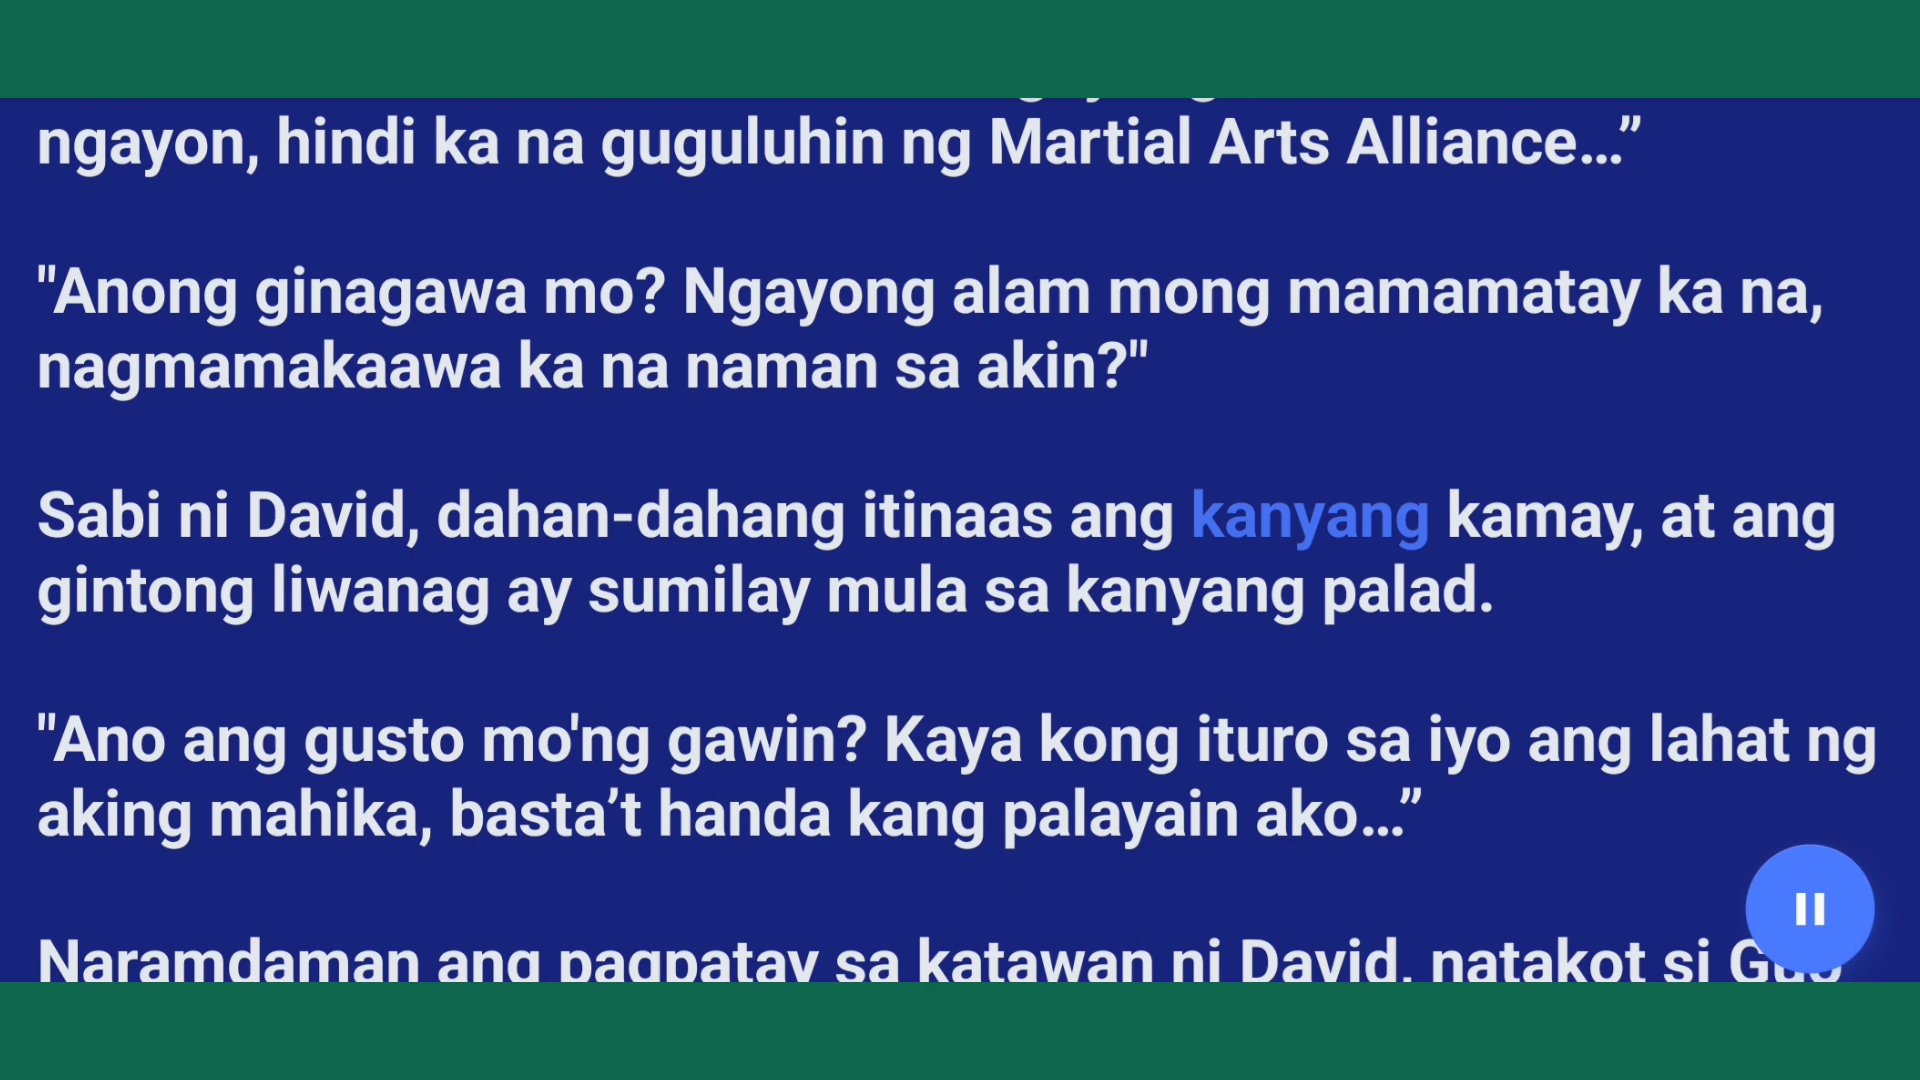 ngayon, hindi ka na guguluhin ng Martial Arts Alliance...”
"Anong ginagawa mo? Ngayong alam mong mamamatay ka na,
nagmamakaawa ka na naman sa akin?"
Sabi ni David, dahan-dahang itinaas ang kanyang kamay, at ang
gintong liwanag ay sumilay mula sa kanyang palad.
"Ano ang gusto mo'ng gawin? Kaya kong ituro sa iyo ang lahat ng
aking mahika, basta’t handa kang palayain ako...”
Naramdaman ang pagpatay sa katawan ni David, natakot si Guo